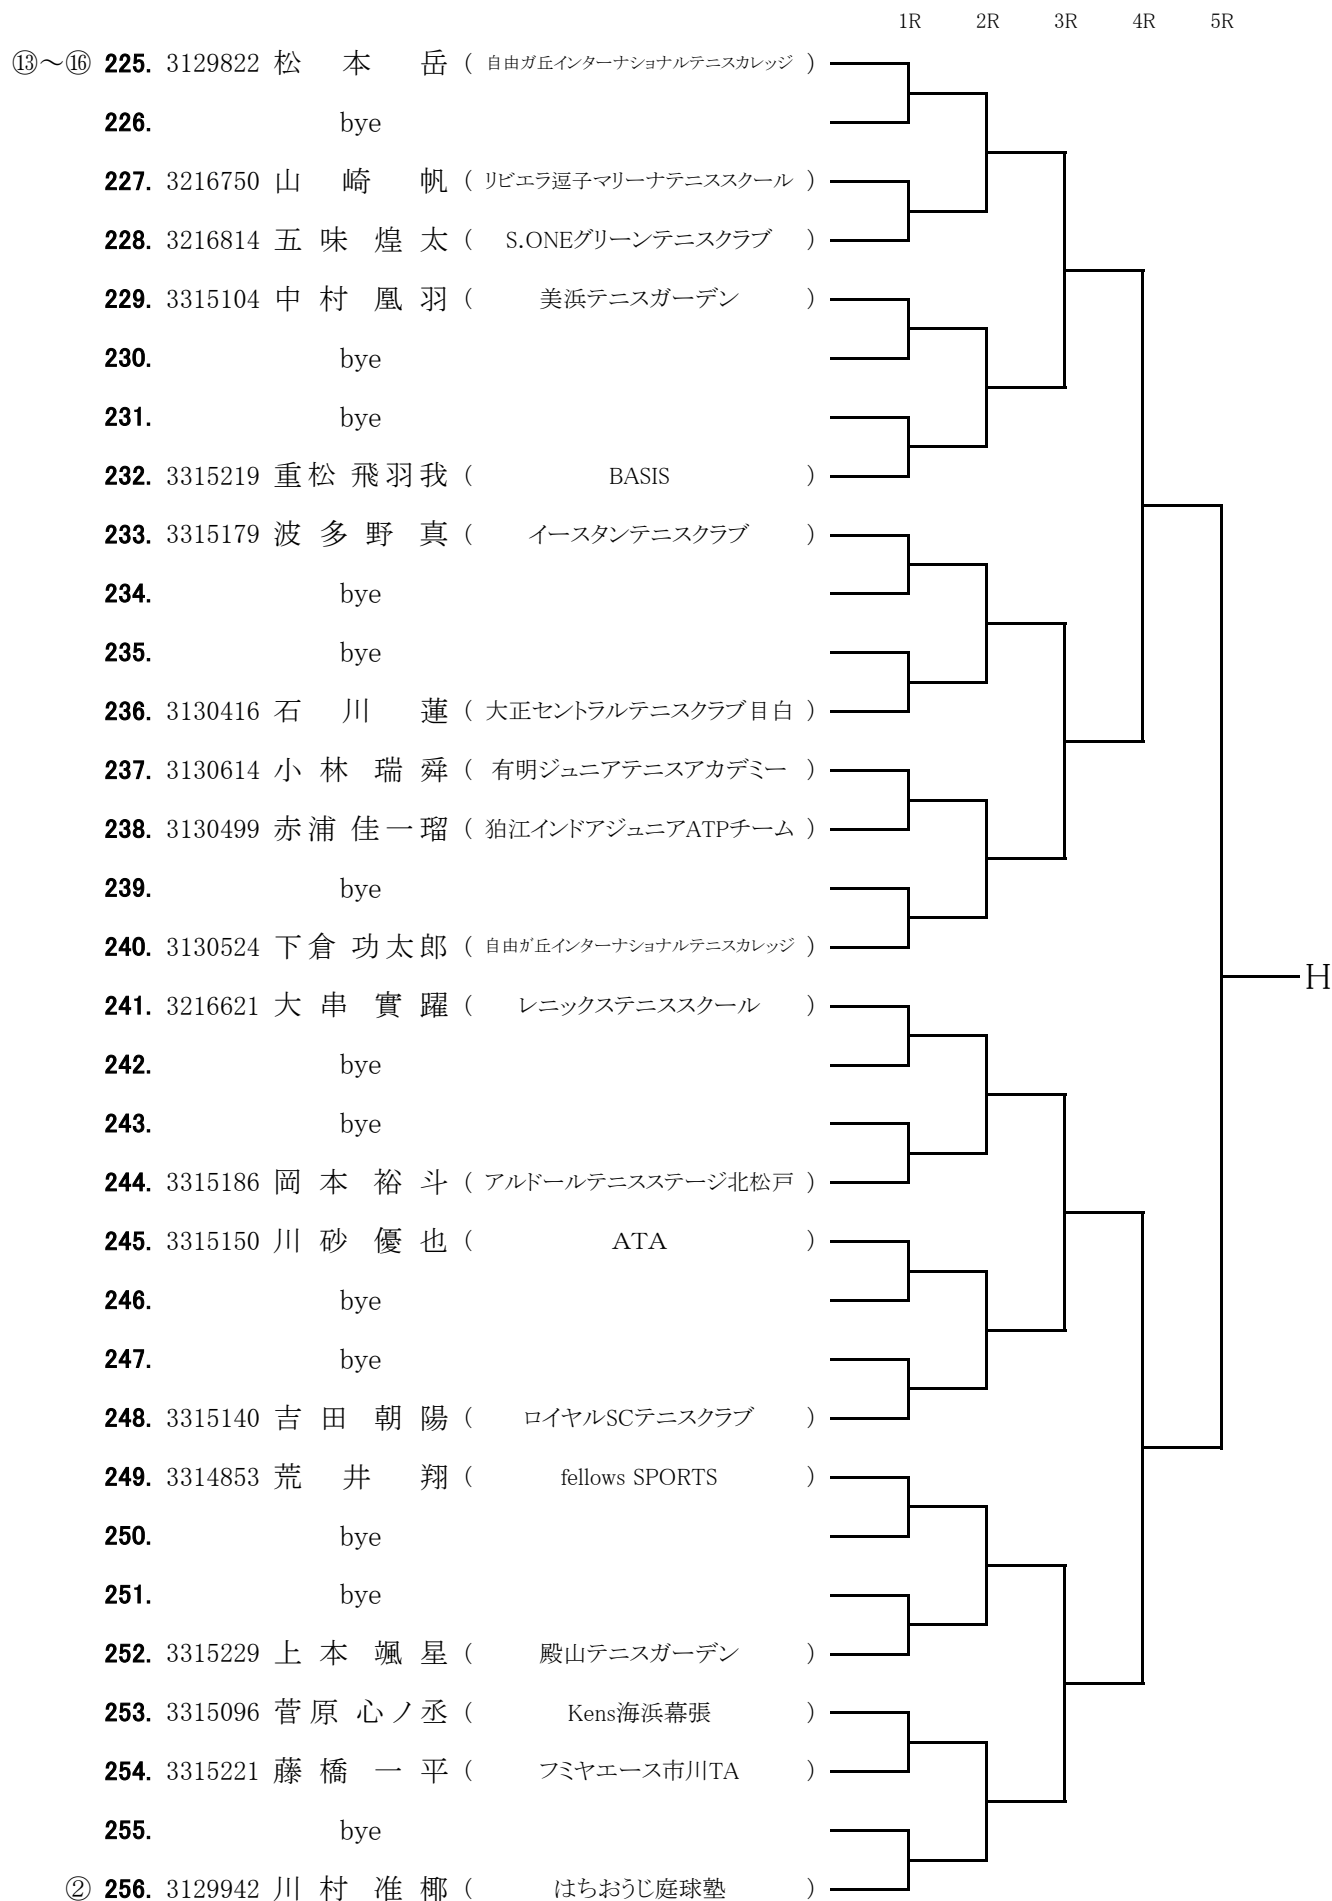 1R 2R 3R 4R 5R
⑬～⑯ 225. 3129822 松本 岳 ( 自由ガ丘インターナショナルテニスカレッジ )
226. bye
227. 3216750 山崎 帆 ( リビエラ逗子マリーナテニススクール )
228. 3216814 五味 煌太 ( S.ONEグリーンテニスクラブ )
229. 3315104 中村 凰羽 ( 美浜テニスガーデン )
230. bye
231. bye
232. 3315219 重松 飛羽我 ( BASIS )
233. 3315179 波多野 真 ( イースタンテニスクラブ )
234. bye
235. bye
236. 3130416 石川 蓮 ( 大正セントラルテニスクラブ目白 )
237. 3130614 小林 瑞舜 ( 有明ジュニアテニスアカデミー )
238. 3130499 赤浦 佳一瑠 ( 狛江インドアジュニアATPチーム )
239. bye
240. 3130524 下倉 功太郎 ( 自由ガ丘インターナショナルテニスカレッジ )
H
241. 3216621 大串 實躍 ( レニックステニススクール )
242. bye
243. bye
244. 3315186 岡本 裕斗 ( アルドールテニスステージ北松戸 )
245. 3315150 川砂 優也 ( ATA )
246. bye
247. bye
248. 3315140 吉田 朝陽 ( ロイヤルSCテニスクラブ )
249. 3314853 荒井 翔 ( fellows SPORTS )
250. bye
251. bye
252. 3315229 上本 颯星 ( 殿山テニスガーデン )
253. 3315096 菅原 心ノ丞 ( Kens海浜幕張 )
254. 3315221 藤橋 一平 ( フミヤエース市川TA )
255. bye
② 256. 3129942 川村 准椰 ( はちおうじ庭球塾 )